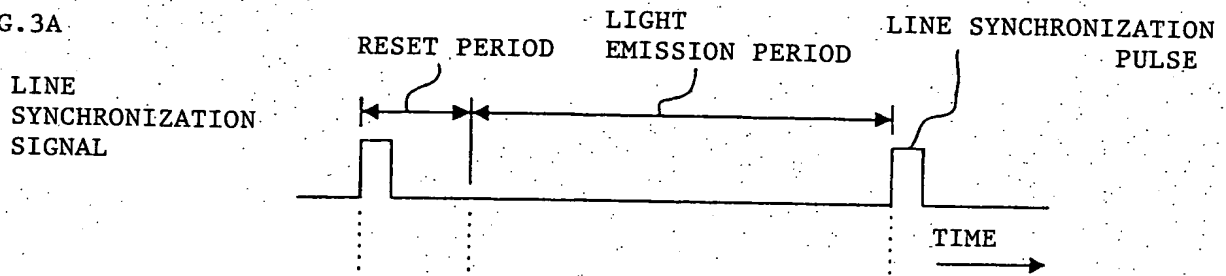 G.3A
LINE
SYNCHRONIZATION
SIGNAL
RESET PERIOD
LIGHT
EMISSION PERIOD
LINE SYNCHRONIZATION
PULSE
TIME